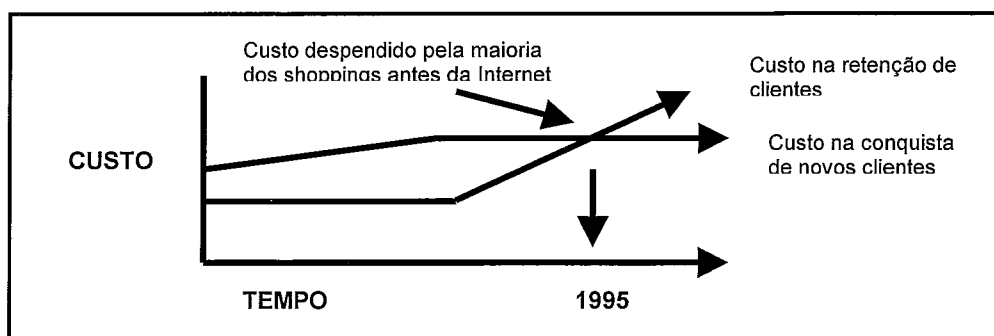 Custo despendido pela maioria
dos shoppings antes da Internet
Custo na retenção de
clientes
CUSTO
Custo na conquista
de novos clientes
TEMPO
1995